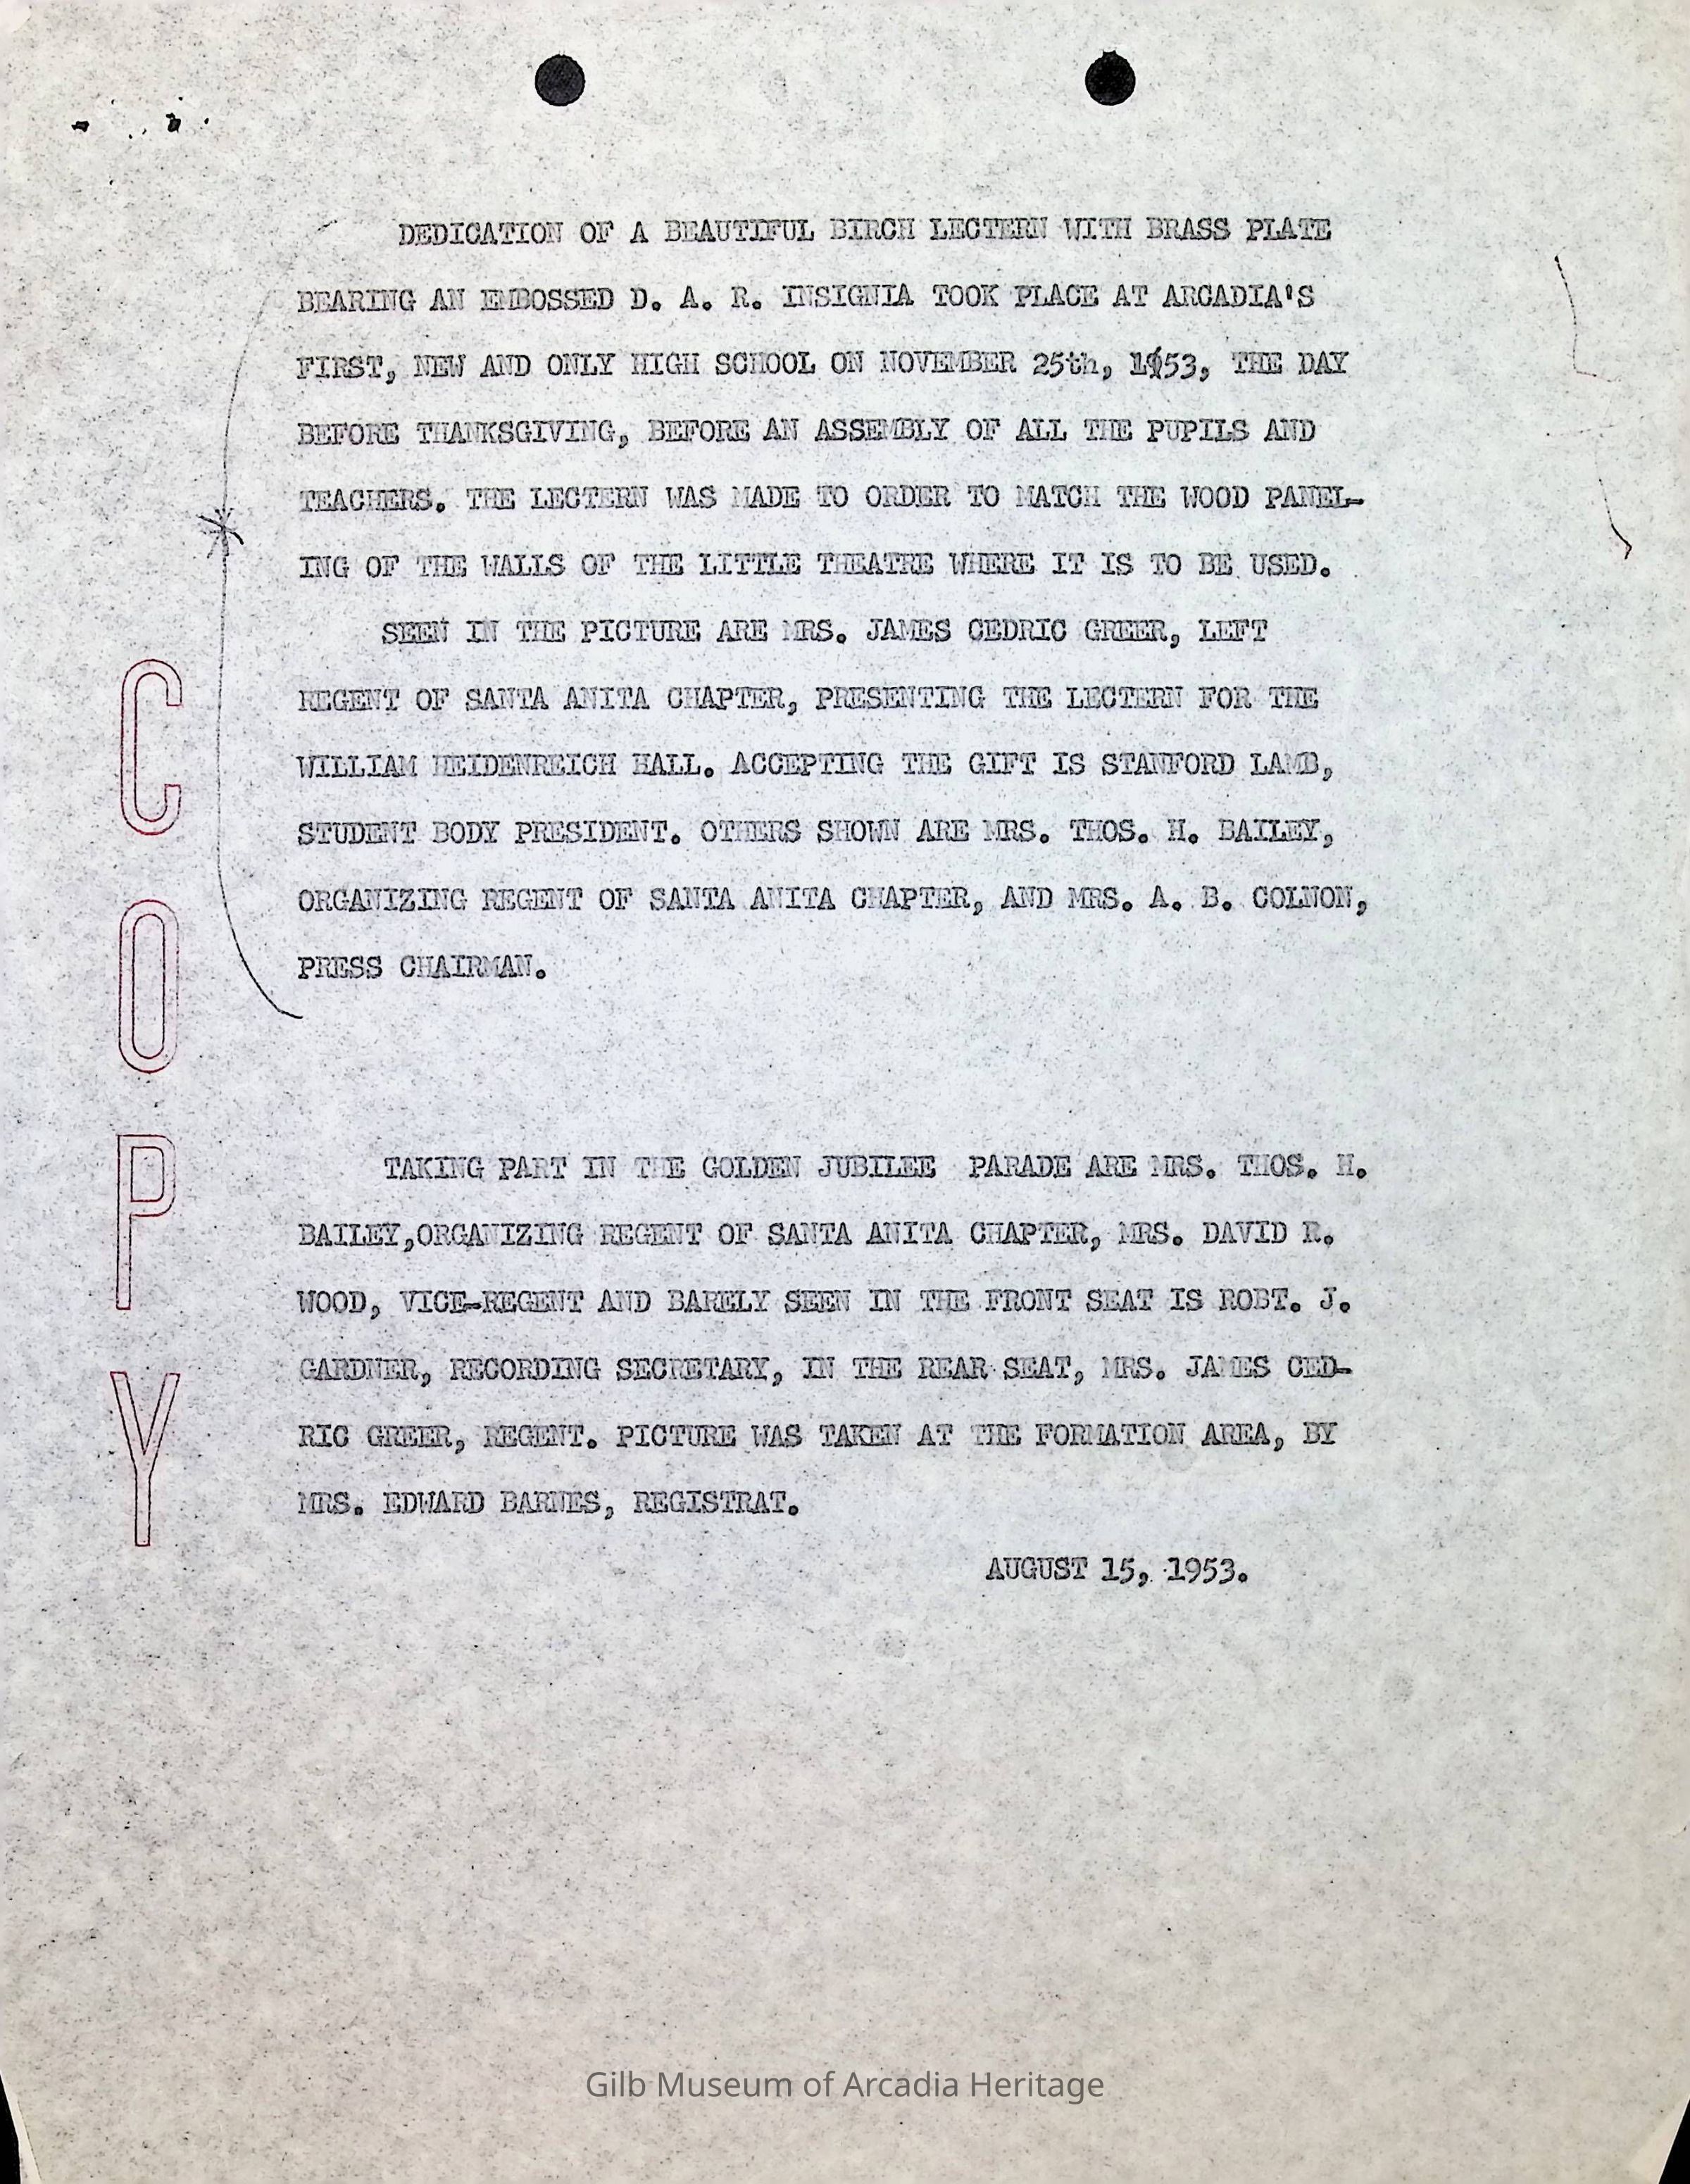 DEDICATION OF A BEAUTIFUL BIRCH LECTERN WITH BRASS PLATE
BEARING AN EMBOSSED D. A. R. INSIGNIA TOOK PLACE AT ARCADIA'S
FIRST, NEW AND ONLY HIGH SCHOOL ON NOVEMBER 25th, 1953, THE DAY
BEFORE THANKSGIVING, BEFORE AN ASSEMBLY OF ALL THE PUPILS AND
TEACHERS. THE LECTERN WAS MADE TO ORDER TO MATCH THE WOOD PANEL-
ING OF THE WALLS OF THE LITTLE THEATRE WHERE IT IS TO BE USED.
SEEN IN THE PICTURE ARE MRS. JAMES CEDRIC GREER, LEFT
REGENT OF SANTA ANITA CHAPTER, PRESENTING THE LECTERN FOR THE
WILLIAM HEIDENREICH HALL. ACCEPTING THE GIFT IS STANFORD LAMB,
STUDENT BODY PRESIDENT. OTHERS SHOWN ARE MRS. THOS. H. BAILEY,
ORGANIZING REGENT OF SANTA ANITA CHAPTER, AND MRS. A. B. COLNON,
PRESS CHAIRMAN.
TAKING PART IN THE GOLDEN JUBILEE PARADE ARE MRS. THOS. H.
BAILEY,ORGANIZING REGENT OF SANTA ANITA CHAPTER, MRS. DAVID R.
WOOD, VICE-REGENT AND BARELY SEEN IN THE FRONT SEAT IS ROBT. J.
GARDNER, RECORDING SECRETARY, IN THE REAR SEAT, MRS. JAMES CED-
RIC GREER, REGENT. PICTURE WAS TAKEN AT THE FORMATION AREA, BY
MRS. EDWARD BARNES, REGISTRAT.
AUGUST 15, 1953.
COPY
Gilb Museum of Arcadia Heritage